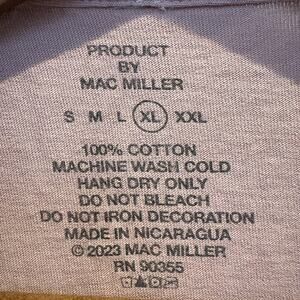 PRODUCT
BY
MAC MILLER
S M L XL XXL
100% COTTON
MACHINE WASH COLD
HANG DRY ONLY
DO NOT BLEACH
DO NOT IRON DECORATION
MADE IN NICARAGUA
©2023 MAC MILLER
RN 90355